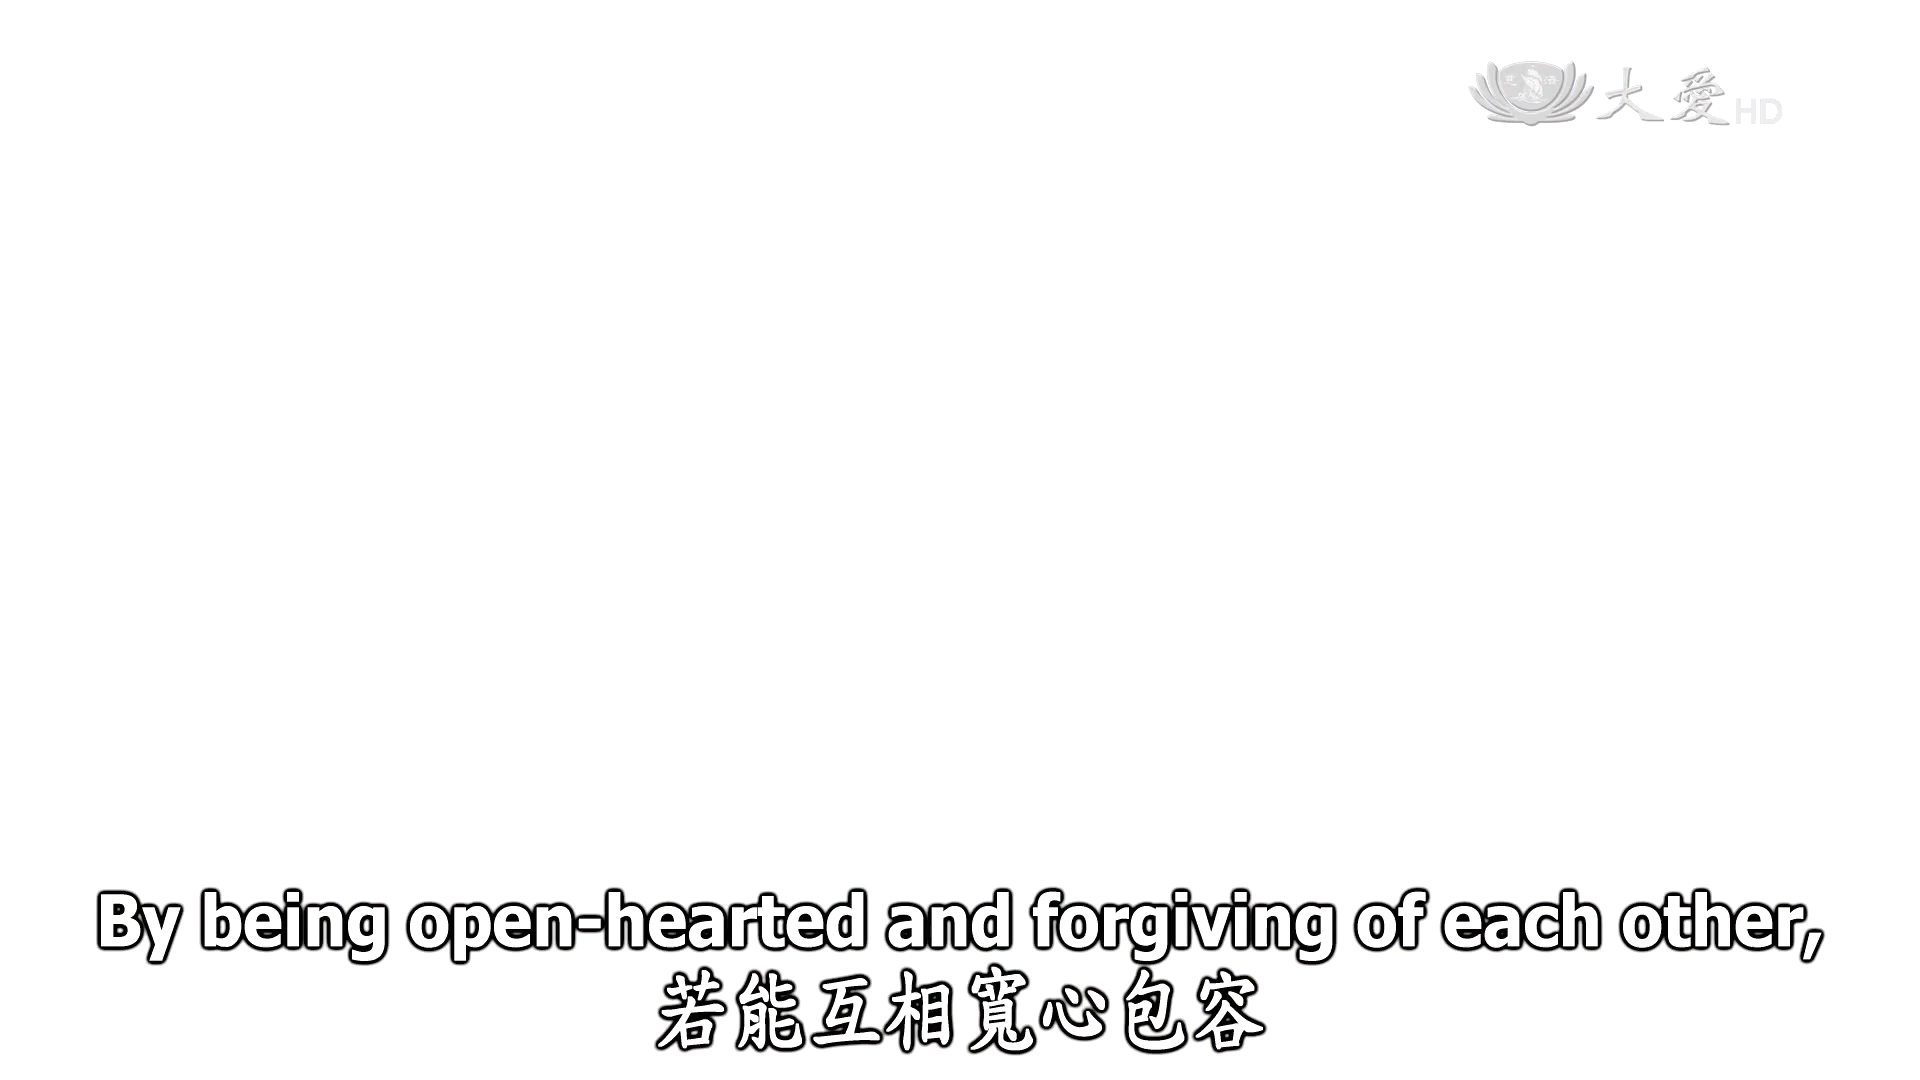 大愛HD
By being open-hearted and forgiving of each other,
若能互相寬心包容